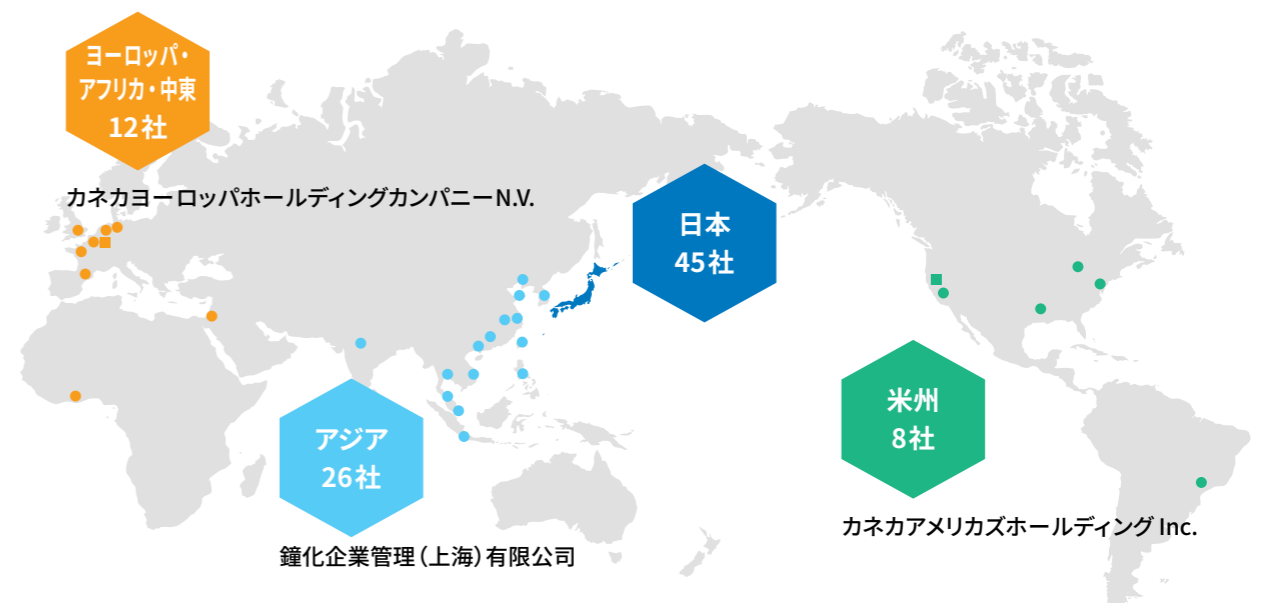 ヨーロッパ・
アフリカ・中東
12社
カネカヨーロッパホールディングカンパニーN.V.
日本
45社
アジア
26社
鐘化企業管理（上海）有限公司
米州
8社
カネカアメリカズホールディング Inc.